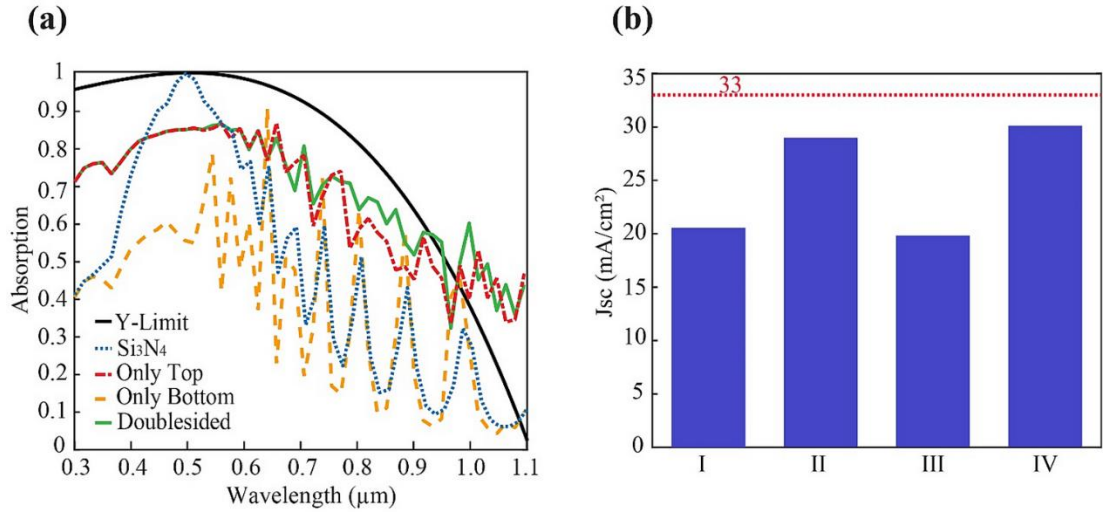 (a)
1
0.9
0.8
0.7
0.6
0.5
0.4
0.3
0.2
0.1
0
0.3 0.4 0.5 0.6 0.7 0.8 0.9 1.0 1.1
Absorption
Wavelength (µm)
Y-Limit
Si₃N₄
Only Top
Only Bottom
Doublesided
(b)
35
30
25
20
15
10
5
0
33
Jsc (mA/cm²)
I II III IV